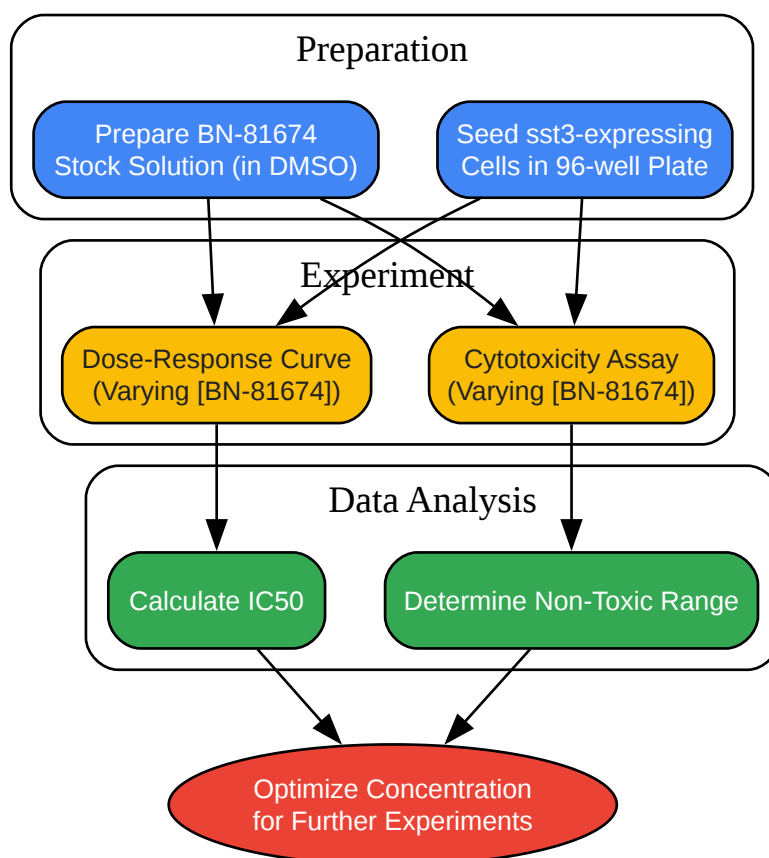 Preparation
Prepare BN-81674
Stock Solution (in DMSO)
Seed sst3-expressing
Cells in 96-well Plate
Experiment
Dose-Response Curve
(Varying [BN-81674])
Cytotoxicity Assay
(Varying [BN-81674])
Data Analysis
Calculate IC50
Determine Non-Toxic Range
Optimize Concentration
for Further Experiments